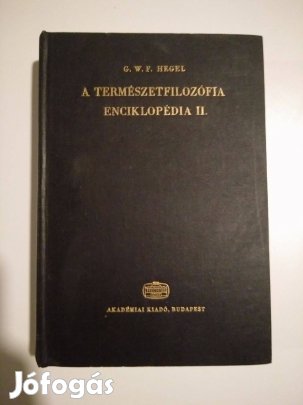 G. W. F. HEGEL
A TERMÉSZETFILOZÓFIA
ENCIKLOPÉDIA II.
AKADÉMIAI KIADÓ, BUDAPEST
Jófogás